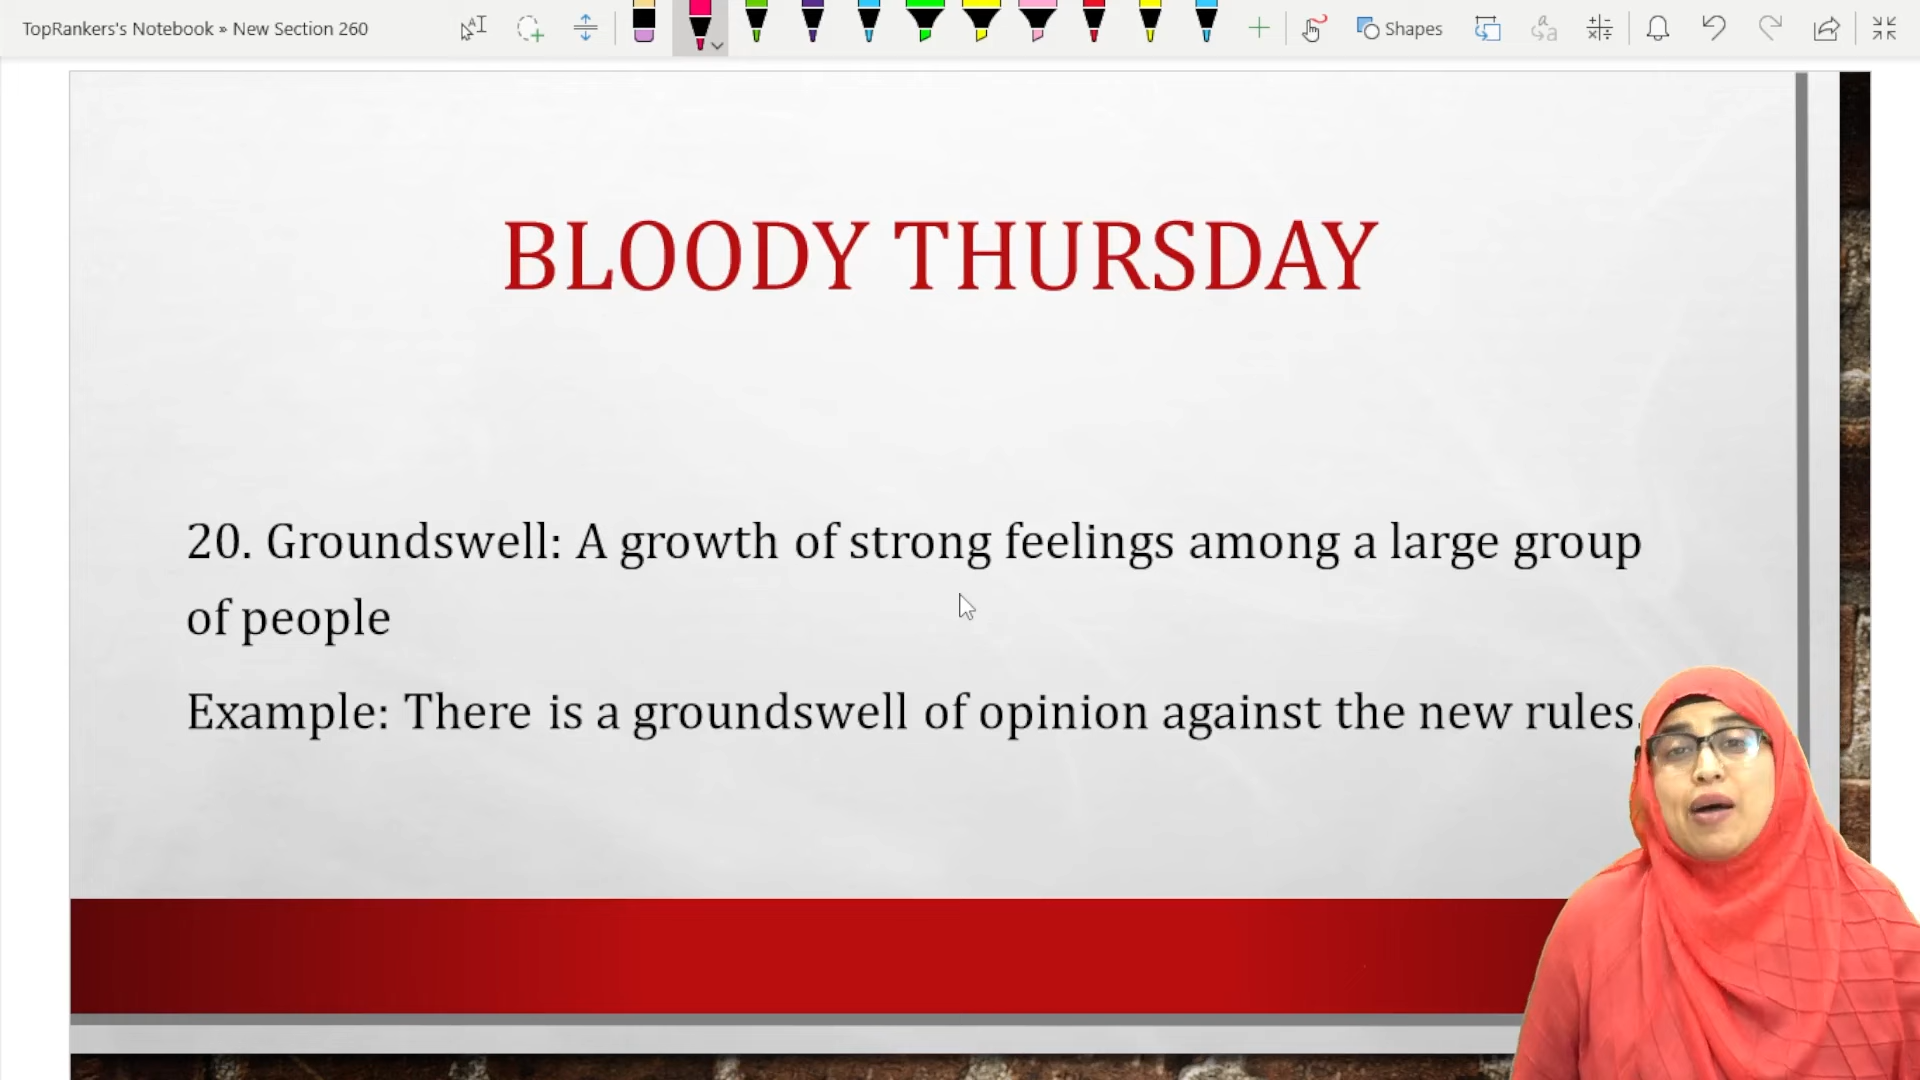 TopRankers's Notebook » New Section 260
Shapes
BLOODY THURSDAY
20. Groundswell: A growth of strong feelings among a large group
of people
Example: There is a groundswell of opinion against the new rules.